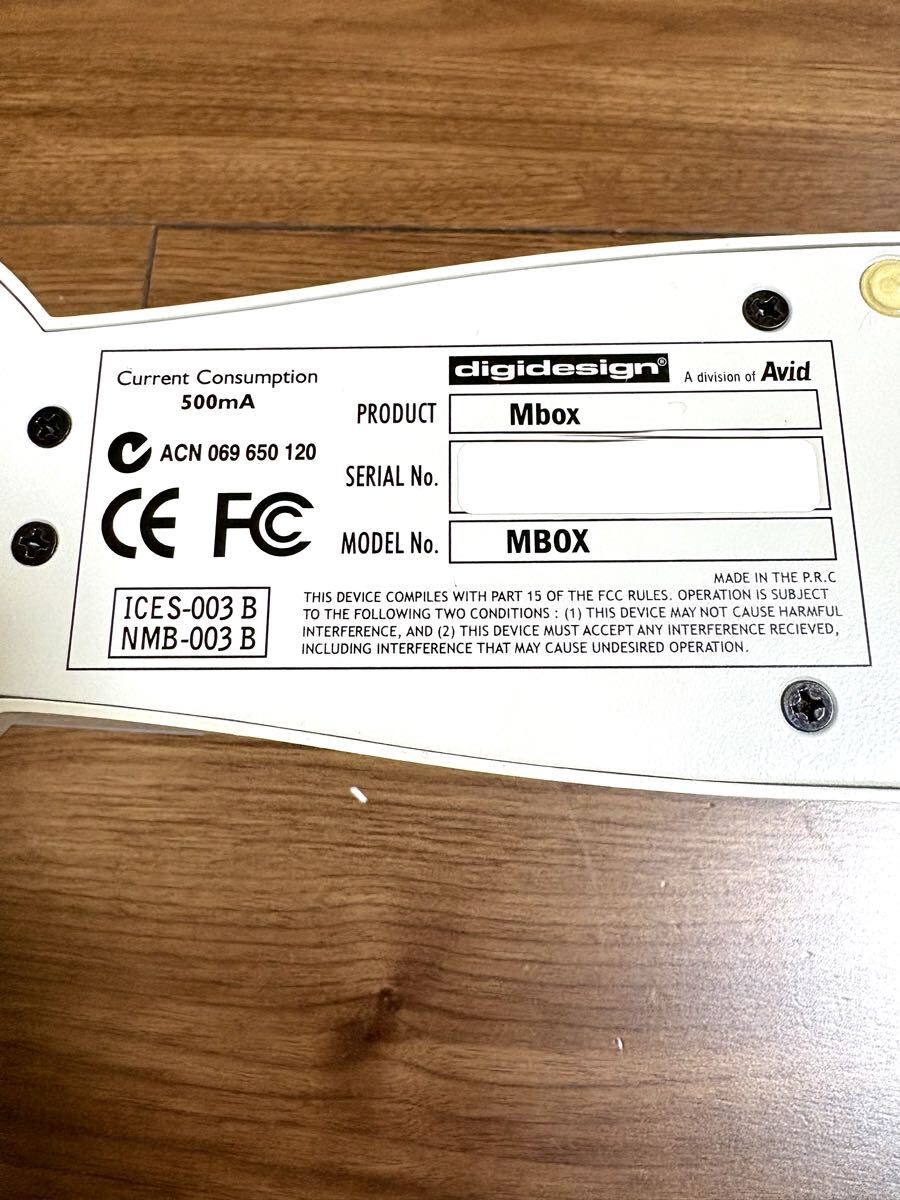 Current Consumption
500mA
ACN 069 650 120
CE FC
ICES-003 B
NMB-003 B
digidesign® A division of Avid
PRODUCT Mbox
SERIAL No.
MODEL No. MBOX
MADE IN THE P.R.C
THIS DEVICE COMPILES WITH PART 15 OF THE FCC RULES. OPERATION IS SUBJECT
TO THE FOLLOWING TWO CONDITIONS : (1) THIS DEVICE MAY NOT CAUSE HARMFUL
INTERFERENCE, AND (2) THIS DEVICE MUST ACCEPT ANY INTERFERENCE RECIEVED,
INCLUDING INTERFERENCE THAT MAY CAUSE UNDESIRED OPERATION.